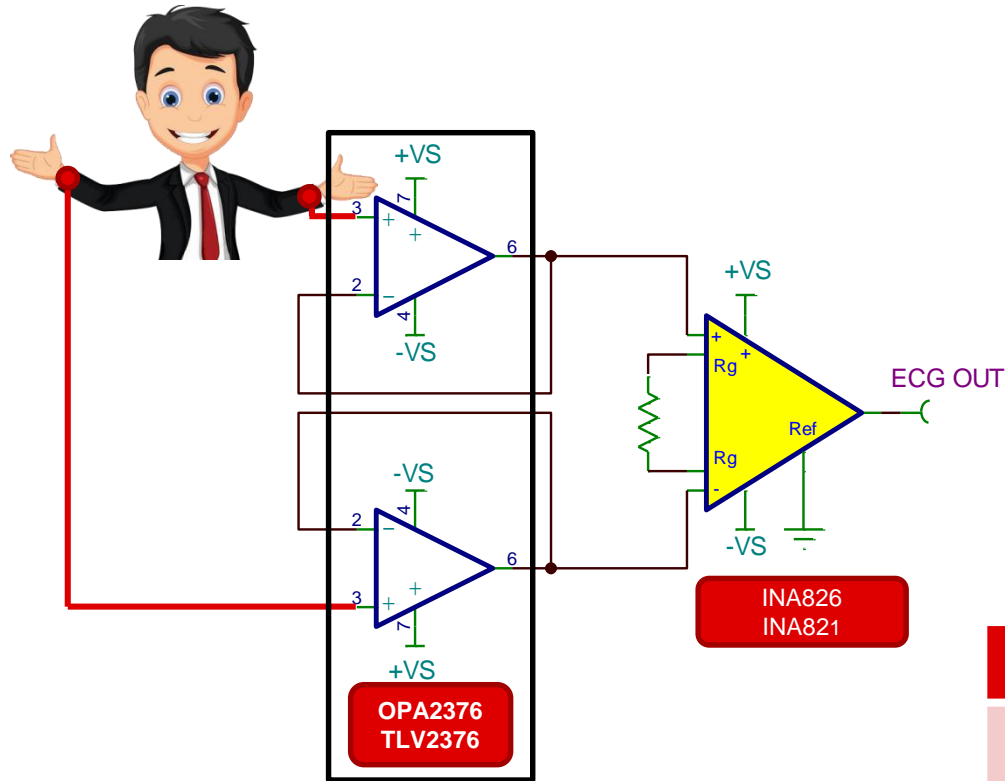 +VS
7
3
+
+
6
2
−
4
-VS
+VS
+
+
Rg
ECG OUT
Ref
Rg
-
-VS
-VS
4
2
−
6
+
3
+
7
+VS
INA826
INA821
OPA2376
TLV2376